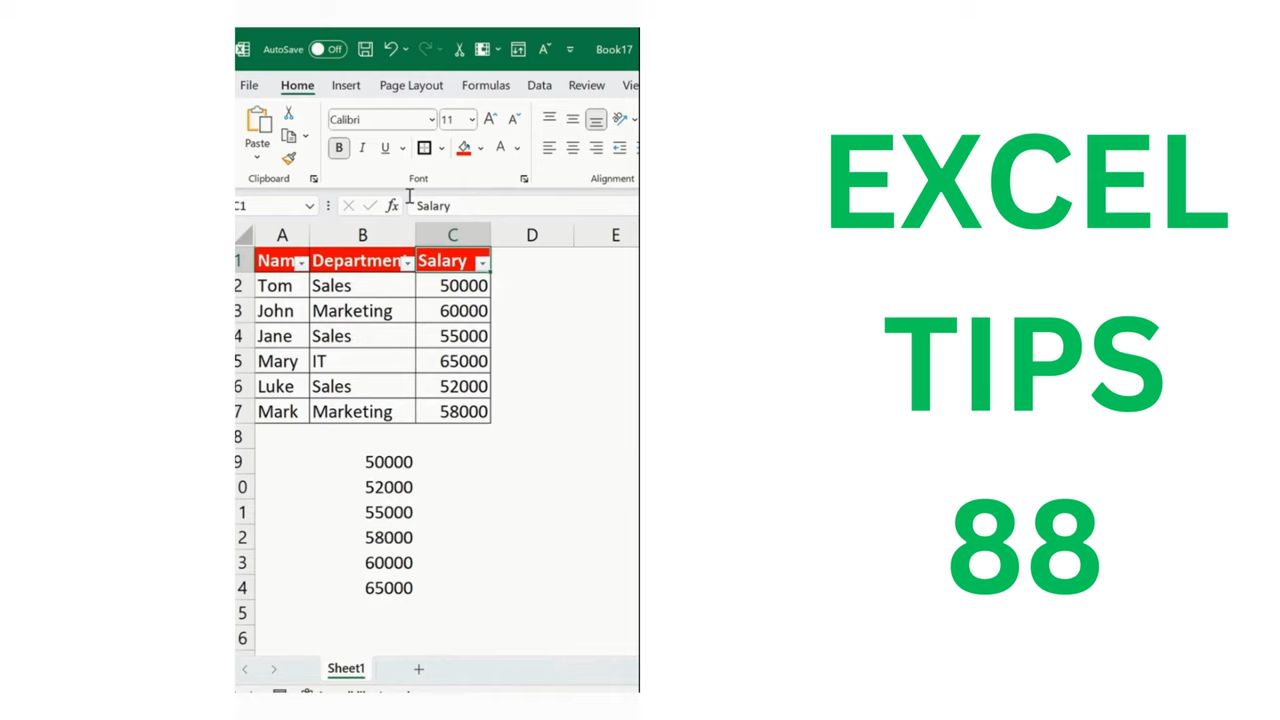 AutoSave Off Book17
File Home Insert Page Layout Formulas Data Review Vie
Calibri 11
Paste
B I U A
Clipboard Font Alignment
C1 fx Salary
A B C D E
1 Nam Department Salary
2 Tom Sales 50000
3 John Marketing 60000
4 Jane Sales 55000
5 Mary IT 65000
6 Luke Sales 52000
7 Mark Marketing 58000
8
9 50000
0 52000
1 55000
2 58000
3 60000
4 65000
5
6
Sheet1
EXCEL
TIPS
88